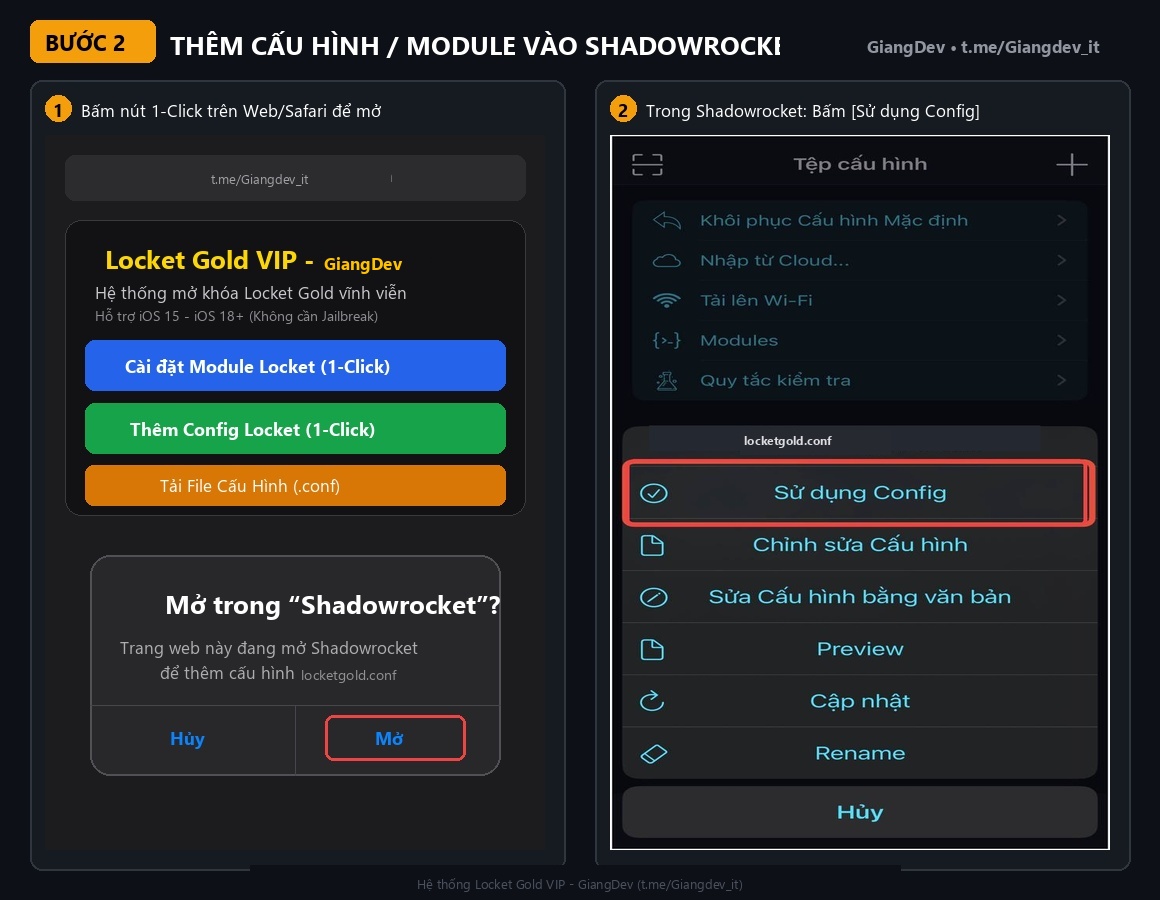 BƯỚC 2
THÊM CẤU HÌNH / MODULE VÀO SHADOWROCKE
GiangDev • t.me/Giangdev_it
1 Bấm nút 1-Click trên Web/Safari để mở
t.me/Giangdev_it
Locket Gold VIP - GiangDev
Hệ thống mở khóa Locket Gold vĩnh viễn
Hỗ trợ iOS 15 - iOS 18+ (Không cần Jailbreak)
Cài đặt Module Locket (1-Click)
Thêm Config Locket (1-Click)
Tải File Cấu Hình (.conf)
Mở trong “Shadowrocket”?
Trang web này đang mở Shadowrocket
để thêm cấu hình locketgold.conf
Hủy
Mở
2 Trong Shadowrocket: Bấm [Sử dụng Config]
Tệp cấu hình
Khôi phục Cấu hình Mặc định
Nhập từ Cloud...
Tải lên Wi-Fi
Modules
Quy tắc kiểm tra
locketgold.conf
Sử dụng Config
Chỉnh sửa Cấu hình
Sửa Cấu hình bằng văn bản
Preview
Cập nhật
Rename
Hủy
Hệ thống Locket Gold VIP - GiangDev (t.me/Giangdev_it)